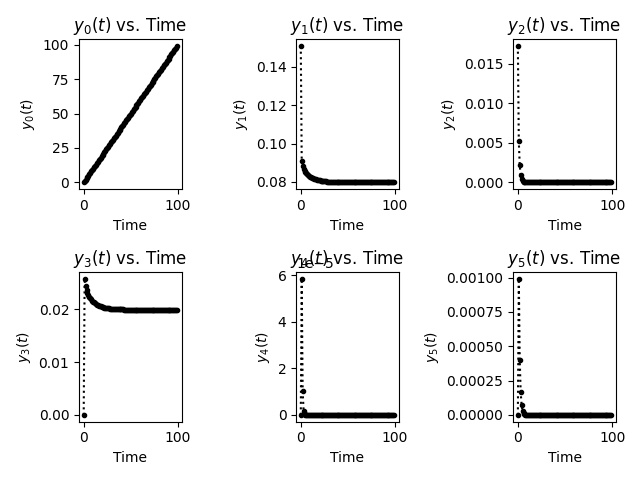 y₀(t) vs. Time
100
75
50
25
0
y₀(t)
0
100
Time
y₁(t) vs. Time
0.14
0.12
0.10
0.08
y₁(t)
0
100
Time
y₂(t) vs. Time
0.015
0.010
0.005
0.000
y₂(t)
0
100
Time
y₃(t) vs. Time
0.02
0.01
0.00
y₃(t)
0
100
Time
y₄(t) vs. Time
1e−5
6
4
2
0
y₄(t)
0
100
Time
y₅(t) vs. Time
0.00100
0.00075
0.00050
0.00025
0.00000
y₅(t)
0
100
Time